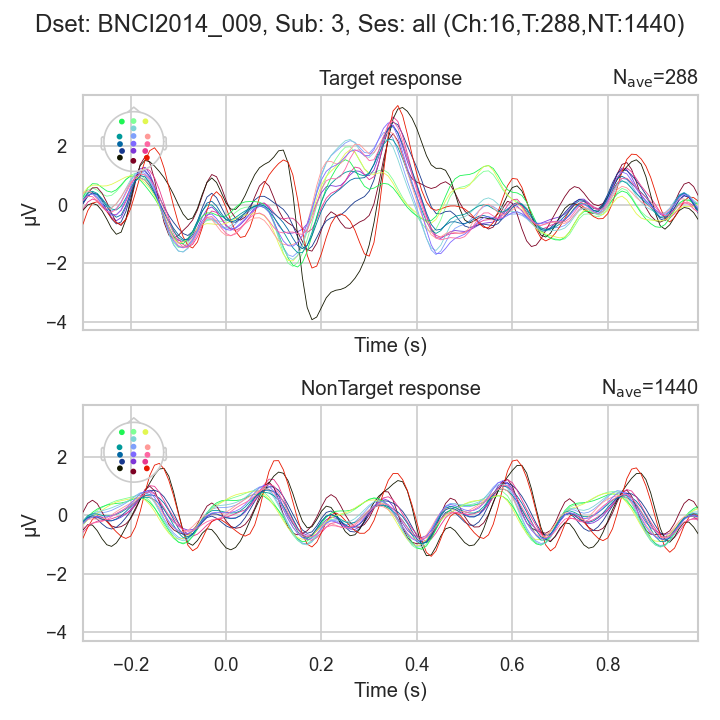 Dset: BNCI2014_009, Sub: 3, Ses: all (Ch:16,T:288,NT:1440)
Target response
Nave=288
2
0
−2
−4
μV
Time (s)
NonTarget response
Nave=1440
2
0
−2
−4
μV
−0.2 0.0 0.2 0.4 0.6 0.8
Time (s)